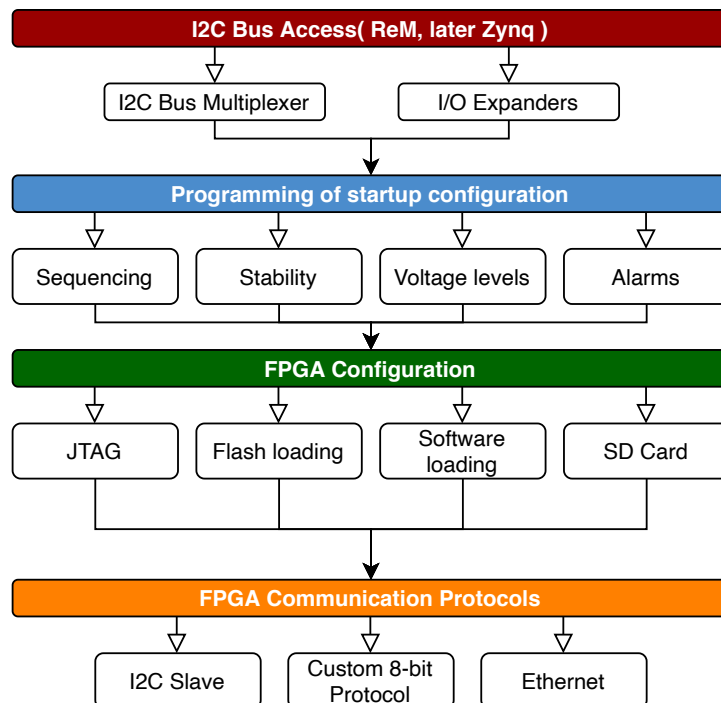 I2C Bus Access( ReM, later Zynq )
I2C Bus Multiplexer
I/O Expanders
Programming of startup configuration
Sequencing
Stability
Voltage levels
Alarms
FPGA Configuration
JTAG
Flash loading
Software
loading
SD Card
FPGA Communication Protocols
I2C Slave
Custom 8-bit
Protocol
Ethernet